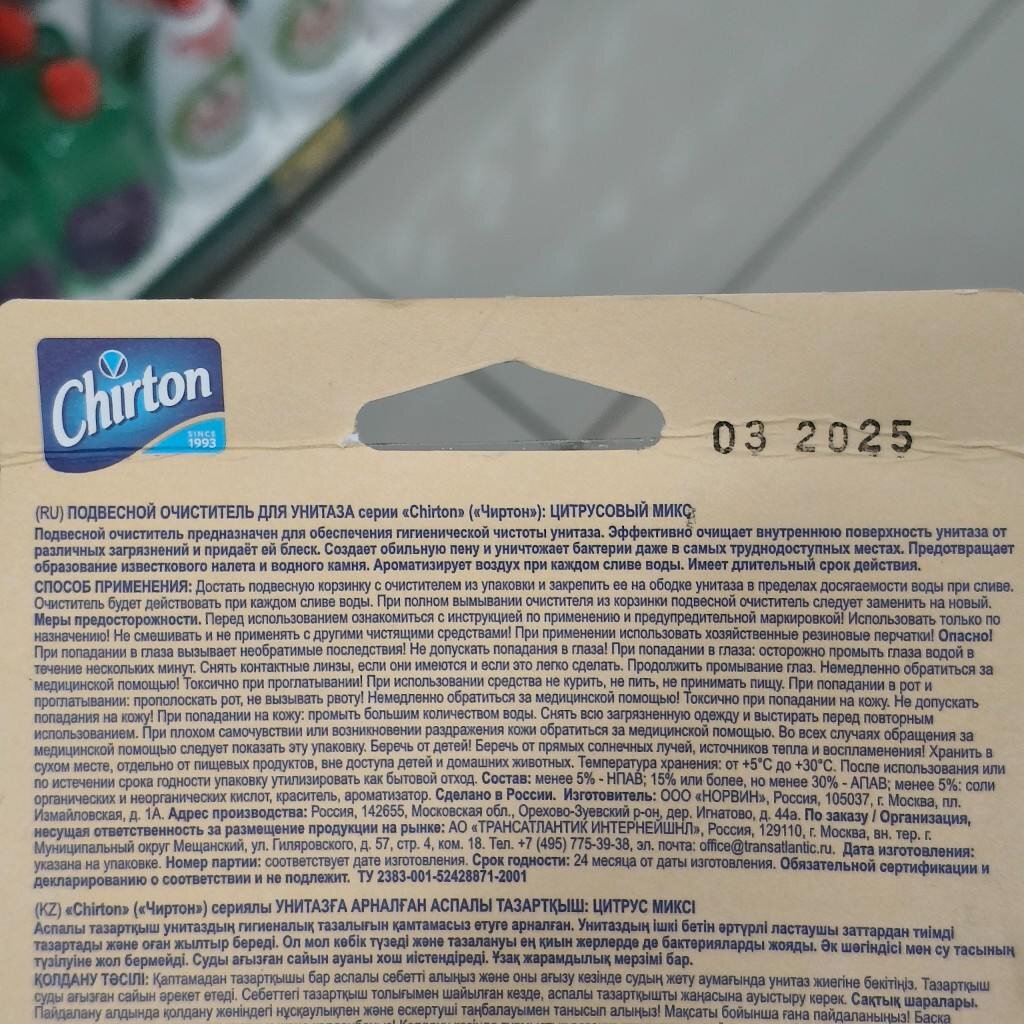 Chirton
SINCE
1993
03 2025
(RU) ПОДВЕСНОЙ ОЧИСТИТЕЛЬ ДЛЯ УНИТАЗА серии «Chirton» («Чиртон»): ЦИТРУСОВЫЙ МИКС
Подвесной очиститель предназначен для обеспечения гигиенической чистоты унитаза. Эффективно очищает внутреннюю поверхность унитаза от
различных загрязнений и придаёт ей блеск. Создает обильную пену и уничтожает бактерии даже в самых труднодоступных местах. Предотвращает
образование известкового налета и водного камня. Ароматизирует воздух при каждом сливе воды. Имеет длительный срок действия.
СПОСОБ ПРИМЕНЕНИЯ: Достать подвесную корзинку с очистителем из упаковки и закрепить ее на ободке унитаза в пределах досягаемости воды при сливе.
Очиститель будет действовать при каждом сливе воды. При полном вымывании очистителя из корзинки подвесной очиститель следует заменить на новый.
Меры предосторожности. Перед использованием ознакомиться с инструкцией по применению и предупредительной маркировкой! Использовать только по
назначению! Не смешивать и не применять с другими чистящими средствами! При применении использовать хозяйственные резиновые перчатки! Опасно!
При попадании в глаза вызывает необратимые последствия! Не допускать попадания в глаза! При попадании в глаза: осторожно промыть глаза водой в
течение нескольких минут. Снять контактные линзы, если они имеются и если это легко сделать. Продолжить промывание глаз. Немедленно обратиться за
медицинской помощью! Токсично при проглатывании! При использовании средства не курить, не пить, не принимать пищу. При попадании в рот и
проглатывании: прополоскать рот, не вызывать рвоту! Немедленно обратиться за медицинской помощью! Токсично при попадании на кожу. Не допускать
попадания на кожу! При попадании на кожу: промыть большим количеством воды. Снять всю загрязненную одежду и выстирать перед повторным
использованием. При плохом самочувствии или возникновении раздражения кожи обратиться за медицинской помощью. Во всех случаях обращения за
медицинской помощью следует показать эту упаковку. Беречь от детей! Беречь от прямых солнечных лучей, источников тепла и воспламенения! Хранить в
сухом месте, отдельно от пищевых продуктов, вне доступа детей и домашних животных. Температура хранения: от +5°С до +30°С. После использования или
по истечении срока годности упаковку утилизировать как бытовой отход. Состав: менее 5% - НПАВ; 15% или более, но менее 30% - АПАВ; менее 5%: соли
органических и неорганических кислот, краситель, ароматизатор. Сделано в России. Изготовитель: ООО «НОРВИН», Россия, 105037, г. Москва, пл.
Измайловская, д. 1А. Адрес производства: Россия, 142655, Московская обл., Орехово-Зуевский р-он, дер. Игнатово, д. 44а. По заказу / Организация,
несущая ответственность за размещение продукции на рынке: АО «ТРАНСАТЛАНТИК ИНТЕРНЕЙШНЛ», Россия, 129110, г. Москва, вн. тер. г.
Муниципальный округ Мещанский, ул. Гиляровского, д. 57, стр. 4, ком. 18. Тел. +7 (495) 775-39-38, эл. почта: office@transatlantic.ru. Дата изготовления:
указана на упаковке. Номер партии: соответствует дате изготовления. Срок годности: 24 месяца от даты изготовления. Обязательной сертификации и
декларированию о соответствии и не подлежит. ТУ 2383-001-52428871-2001
(KZ) «Chirton» («Чиртон») сериялы УНИТАЗҒА АРНАЛҒАН АСПАЛЫ ТАЗАРТҚЫШ: ЦИТРУС МИКСІ
Аспалы тазартқыш унитаздың гигиеналық тазалығын қамтамасыз етуге арналған. Унитаздың ішкі бетін әртүрлі ластаушы заттардан тиімді
тазартады және оған жылтыр береді. Ол мол көбік түзеді және тазалануы ең қиын жерлерде де бактерияларды жояды. Әк шөгіндісі мен су тасының
түзілуіне жол бермейді. Суды ағызған сайын ауаны хош иістендіреді. Ұзақ жарамдылық мерзімі бар.
ҚОЛДАНУ ТӘСІЛІ: Қаптамадан тазартқышы бар аспалы себетті алыңыз және оны ағызу кезінде судың жету аумағында унитаз жиегіне бекітіңіз. Тазартқыш
суды ағызған сайын әрекет етеді. Себеттегі тазартқыш толығымен шайылған кезде, аспалы тазартқышты жаңасына ауыстыру керек. Сақтық шаралары.
Пайдалану алдында қолдану жөніндегі нұсқаулықпен және ескертуші таңбалауымен танысып алыңыз! Мақсаты бойынша ғана пайдаланыңыз! Басқа